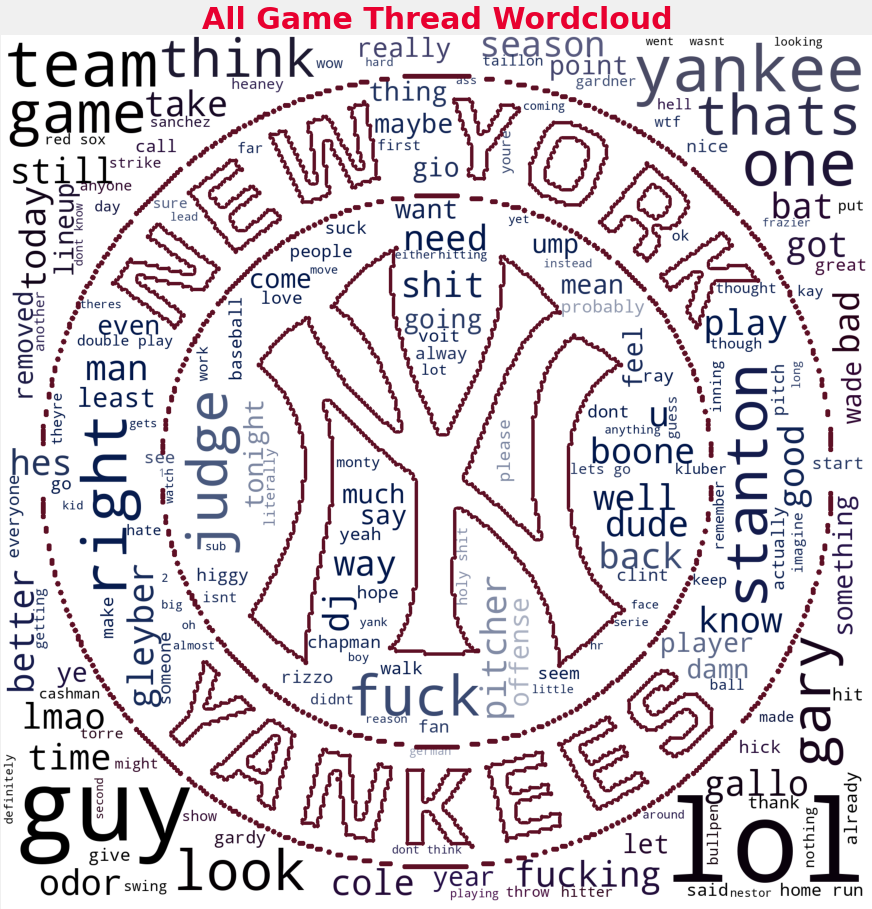 All Game Thread Wordcloud
team
think
wow
really
hard
season
taillon
went
wasnt
looking
yankee
point
gardner
heaney
ass
thing
coming
game
take
sanchez
maybe
first
youre
hell
wtf
thats
red sox
call
far
gio
nice
one
still
strike
anyone
today
lineup
dont know
day
sure
lead
NEW YORK
want
yet
suck
need
ump
ok
bat
put
frazier
people
eitherhitting
instead
got
great
move
come
love
shit
mean
probably
thought
kay
removed
another
theres
even
double play
baseball
going
voit
alway
lot
play
though
bad
wade
work
feel
ray
man
least
theyre
gets
judge
tonight
literally
inning
pitch
long
dont
u
guess
anything
please
boone
stanton
good
hes
go
right
see
1
watch
monty
lets go
kluber
start
everyone
kid
much
say
yeah
well
dude
remember
actually
imagine
something
hate
sub
holy shit
back
clint
keep
higgy
isnt
2
way
hope
better
getting
make
gleyber
someone
big
oh
almost
dj
yank
pitcher
offense
face
serie
know
chapman
boy
hr
player
damn
ball
gary
ye
cashman
rizzo
walk
seem
little
hit
didnt
fuck
reason
fan
lmao
torre
german
made
hick
YANKEES
time
might
definitely
second
gallo
thank
already
guy
show
gardy
around
lol
bullpen
nothing
dont think
let
give
odor
swing
look
cole
year
playing
throw
fucking
hitter
said
nestor
home run